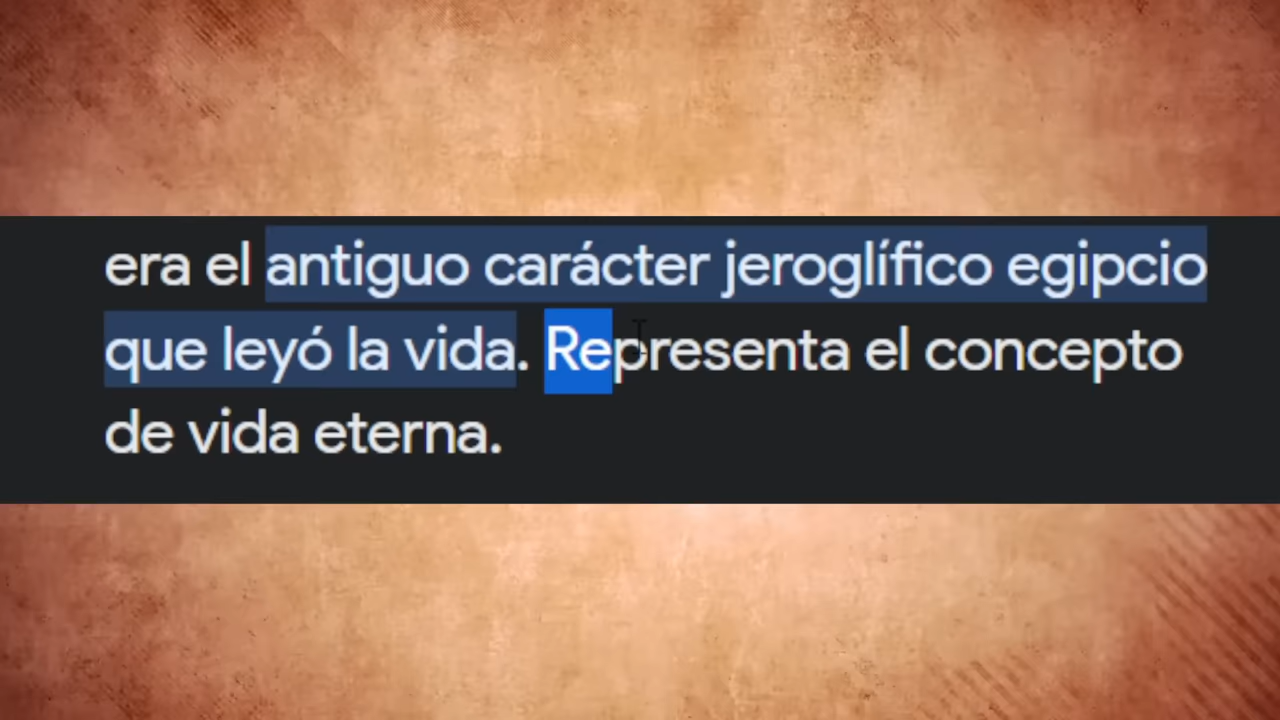 era el antiguo carácter jeroglífico egipcio
que leyó la vida. Representa el concepto
de vida eterna.